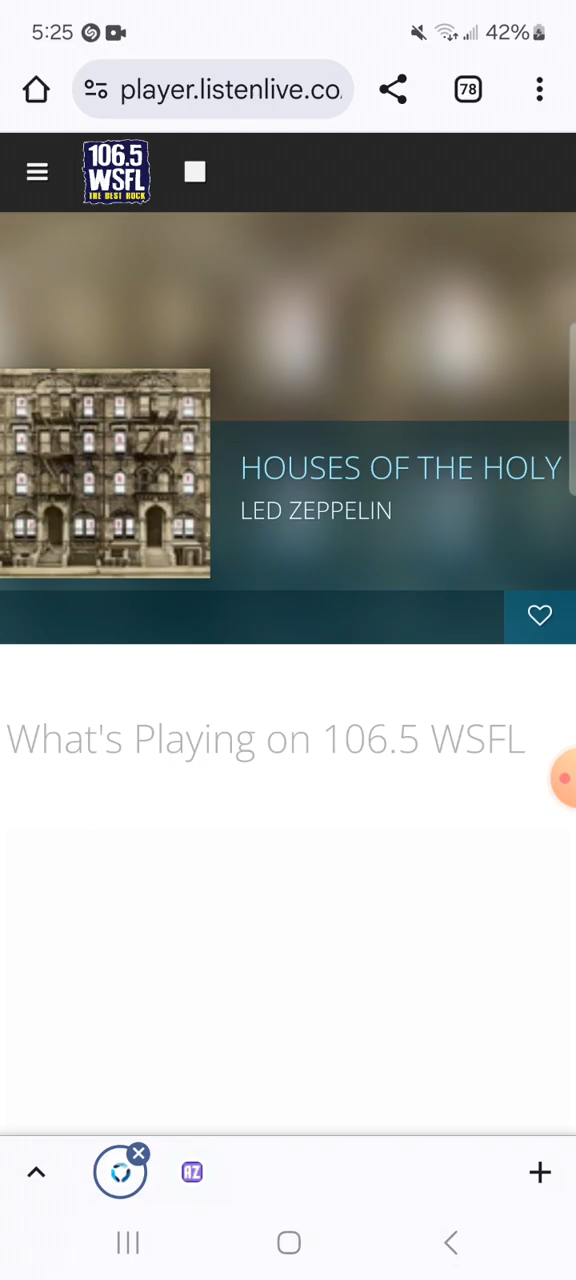 5:25
42%
player.listenlive.co.
78
106.5
WSFL
THE BEST ROCK
HOUSES OF THE HOLY
LED ZEPPELIN
What's Playing on 106.5 WSFL
AZ